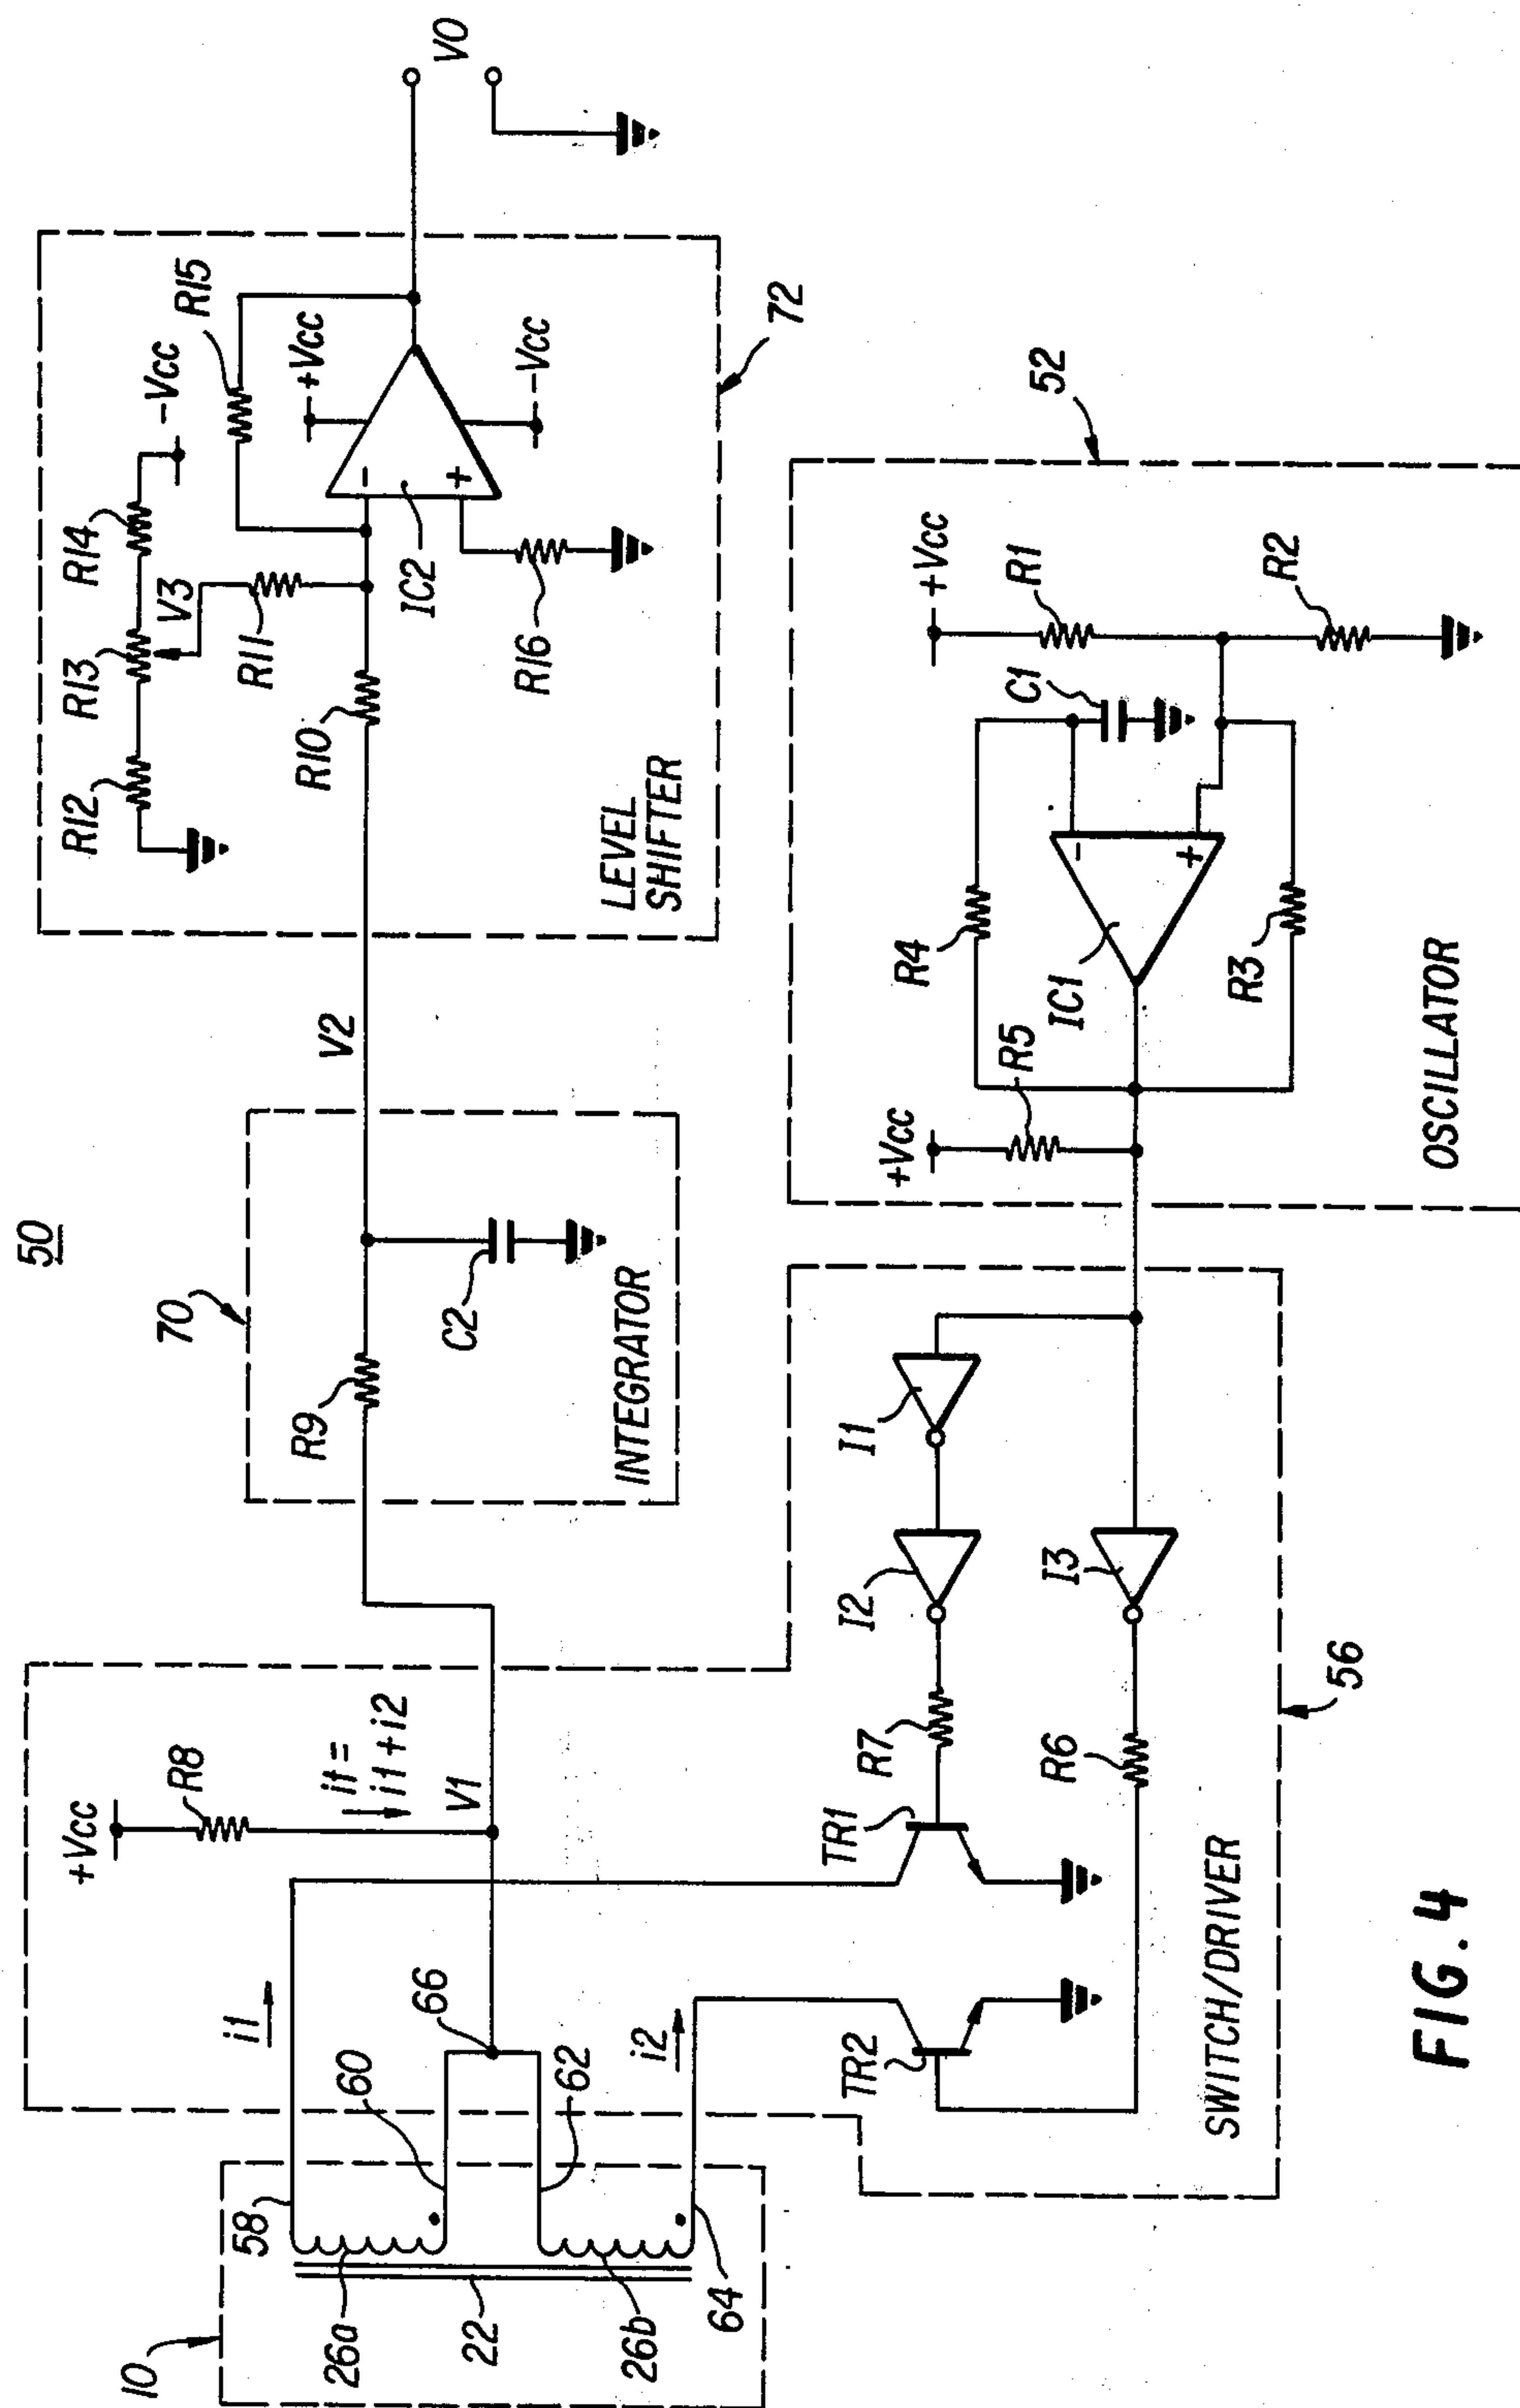 50
10
58
26a
22
26b
64
60
62
66
i1
i2
+Vcc
R8
it =
i1 + i2
V1
TR1
TR2
R7
R6
I1
I2
I3
SWITCH/DRIVER
56
70
R9
C2
INTEGRATOR
V2
R12
R13
R14
-Vcc
V3
R11
R10
R15
+Vcc
-Vcc
IC2
R16
LEVEL
SHIFTER
72
VO
+Vcc
R5
R4
IC1
R3
C1
+Vcc
R1
R2
OSCILLATOR
52
FIG. 4